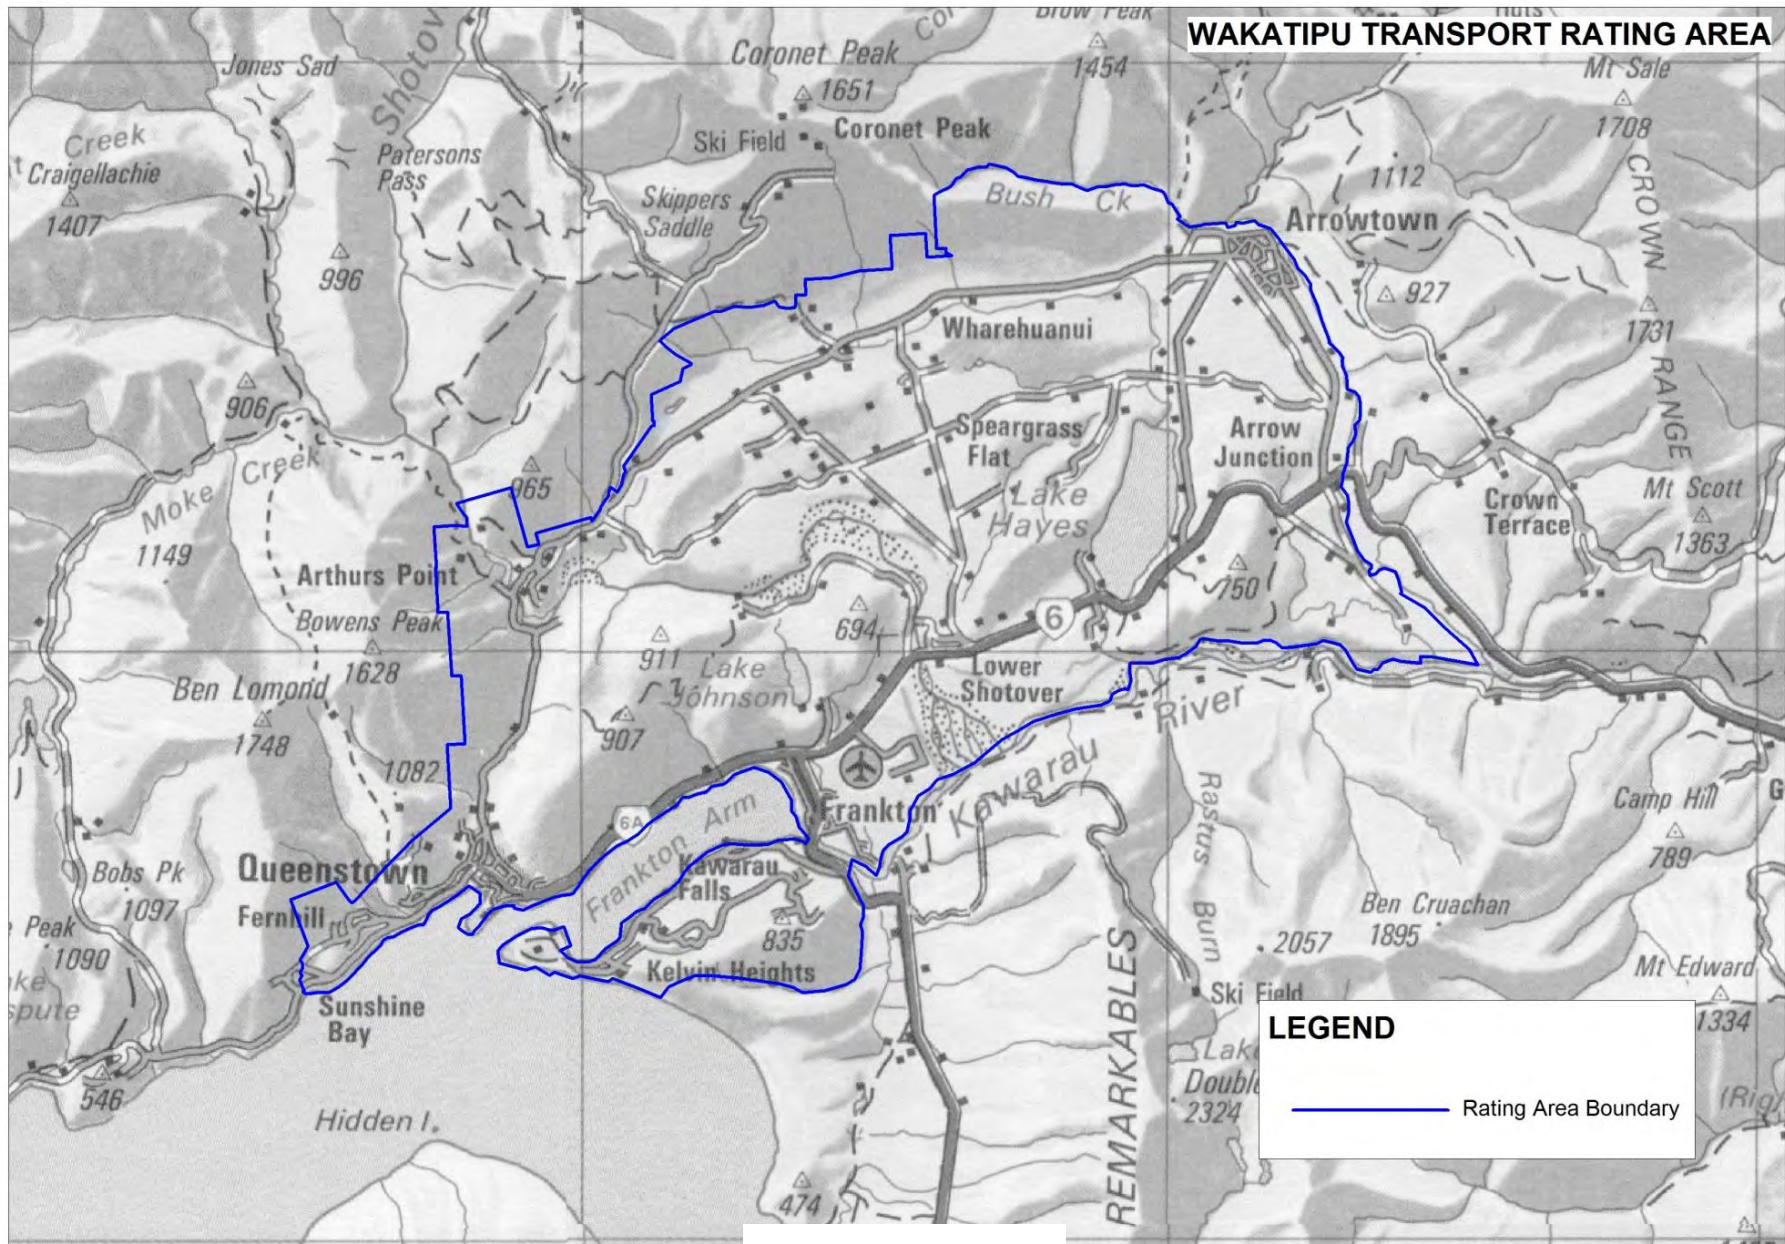 WAKATIPU TRANSPORT RATING AREA
Brow Peak
Huts
Coronet Peak
1454
Mt Sale
Jones Sad
1651
Shotov
Coronet Peak
Ski Field
1708
Creek
Craigellachie
Patersons
Pass
1112
CROWN
RANGE
1407
Skippers
Saddle
Bush Ck
Arrowtown
996
927
Wharehuanui
1731
906
Speargrass
Flat
Arrow
Junction
965
Moke Creek
Lake
Hayes
Crown
Terrace
Mt Scott
1363
1149
Arthurs Point
750
Bowens Peak
694
6
1628
911
Lake
Johnson
Lower
Shotover
Ben Lomond
River
1748
907
Kawarau
1082
Rastus Burn
Camp Hill
6A
Frankton Arm
Frankton
789
Queenstown
Kawarau
Falls
Bobs Pk
1097
Fernhill
835
Ben Cruachan
1895
Peak
1090
2057
Kelvin Heights
REMARKABLES
Mt Edward
Ski Field
1334
spute
Sunshine
Bay
LEGEND
Rating Area Boundary
546
Double
2324
Hidden I.
474